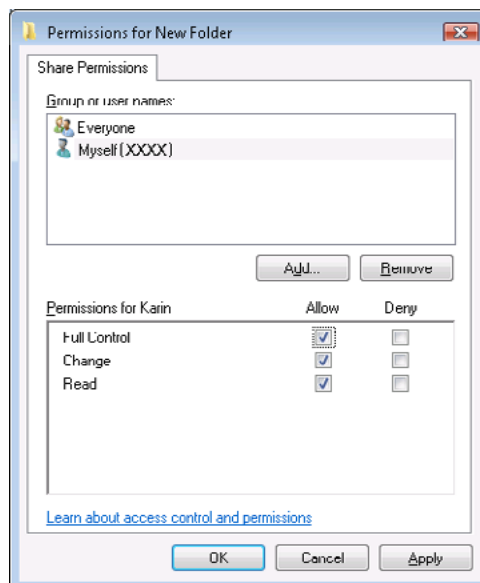 Permissions for New Folder
Share Permissions
Group or user names:
Everyone
Myself(XXXX)
Add... Remove
Permissions for Karin Allow Deny
Full Control
Change
Read
Learn about access control and permissions
OK Cancel Apply